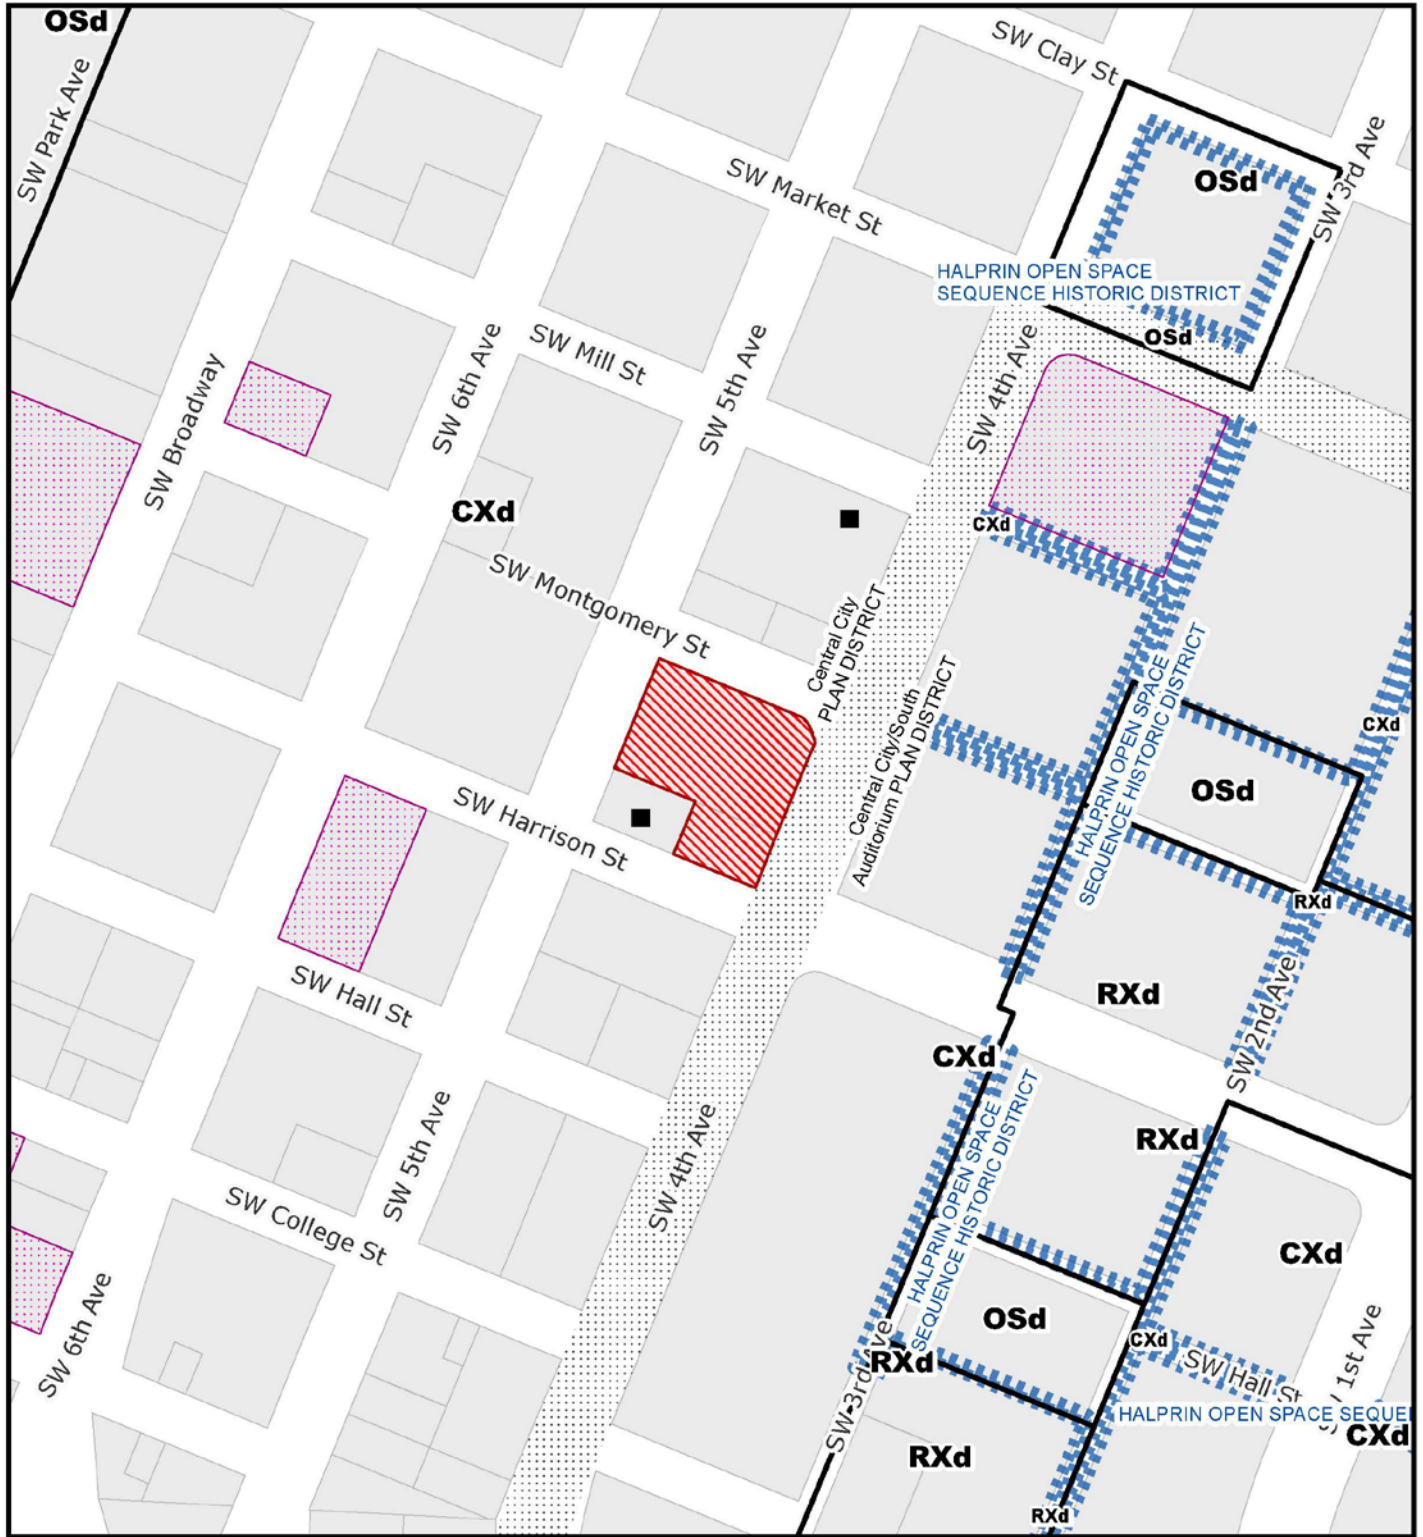 OSd
SW Park Ave
SW Clay St
SW 3rd Ave
OSd
SW Market St
HALPRIN OPEN SPACE
SEQUENCE HISTORIC DISTRICT
OSd
SW Mill St
SW 6th Ave
SW 5th Ave
SW 4th Ave
SW Broadway
CXd
CXd
SW Montgomery St
Central City
PLAN DISTRICT
Central City/South
Auditorium PLAN DISTRICT
HALPRIN OPEN SPACE
SEQUENCE HISTORIC DISTRICT
CXd
OSd
SW Harrison St
RXd
SW Hall St
RXd
SW 2nd Ave
CXd
HALPRIN OPEN SPACE
SEQUENCE HISTORIC DISTRICT
RXd
SW 5th Ave
SW 4th Ave
SW College St
CXd
SW 6th Ave
OSd
CXd
RXd
SW 3rd Ave
SW Hall St
1st Ave
HALPRIN OPEN SPACE SEQUE
CXd
RXd
RXd